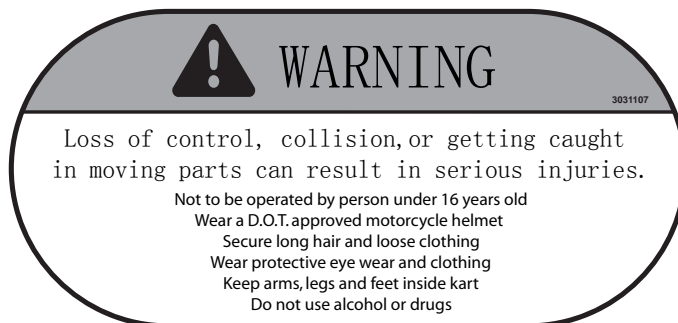 WARNING
3031107
Loss of control, collision, or getting caught
in moving parts can result in serious injuries.
Not to be operated by person under 16 years old
Wear a D.O.T. approved motorcycle helmet
Secure long hair and loose clothing
Wear protective eye wear and clothing
Keep arms, legs and feet inside kart
Do not use alcohol or drugs